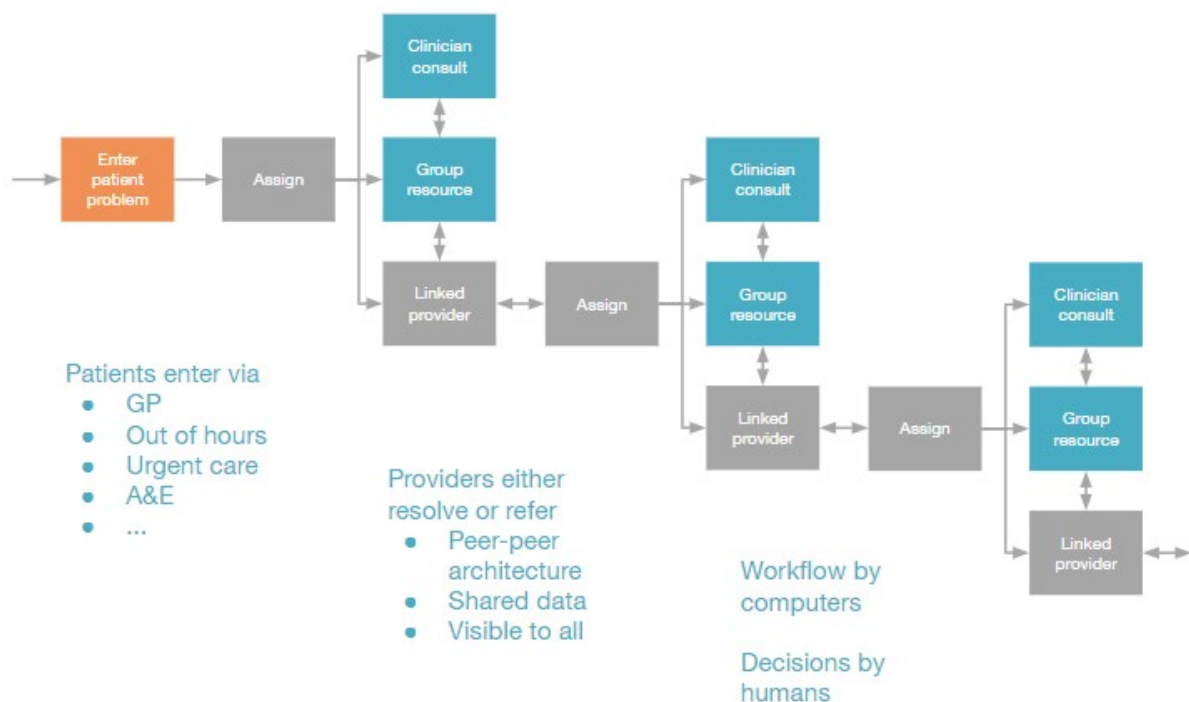 Clinician
consult
Enter
patient
problem
Assign
Group
resource
Linked
provider
Assign
Clinician
consult
Group
resource
Linked
provider
Assign
Clinician
consult
Group
resource
Linked
provider
Patients enter via
● GP
● Out of hours
● Urgent care
● A&E
● ...
Providers either
resolve or refer
● Peer-peer
architecture
● Shared data
● Visible to all
Workflow by
computers
Decisions by
humans